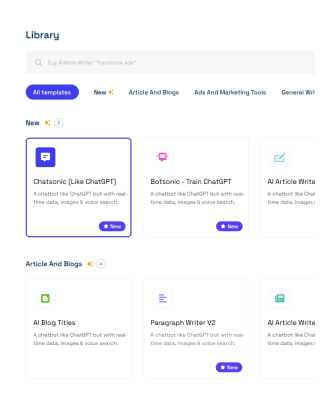 Library
E.g: Article Writer" "Facebook ads"
All templates New Article And Blogs Ads And Marketing Tools General Wri
New 3
Chatsonic (Like ChatGPT) Botsonic - Train ChatGPT AI Article Write
A chatbot like ChatGPT but with real- A chatbot like ChatGPT but with real- A chatbot like Cha
time data, images & voice search. time data, images & voice search. time data, images
New New
Article And Blogs 4
AI Blog Titles Paragraph Writer V2 AI Article Write
A chatbot like ChatGPT but with real- A chatbot like ChatGPT but with real- A chatbot like Cha
time data, images & voice search. time data, images & voice search. time data, images
New